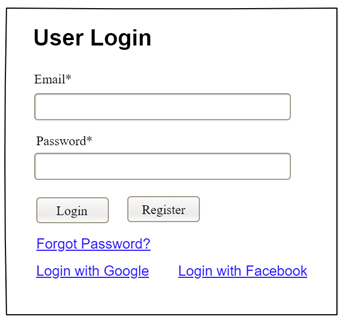 User Login
Email*
Password*
Login Register
Forgot Password?
Login with Google Login with Facebook